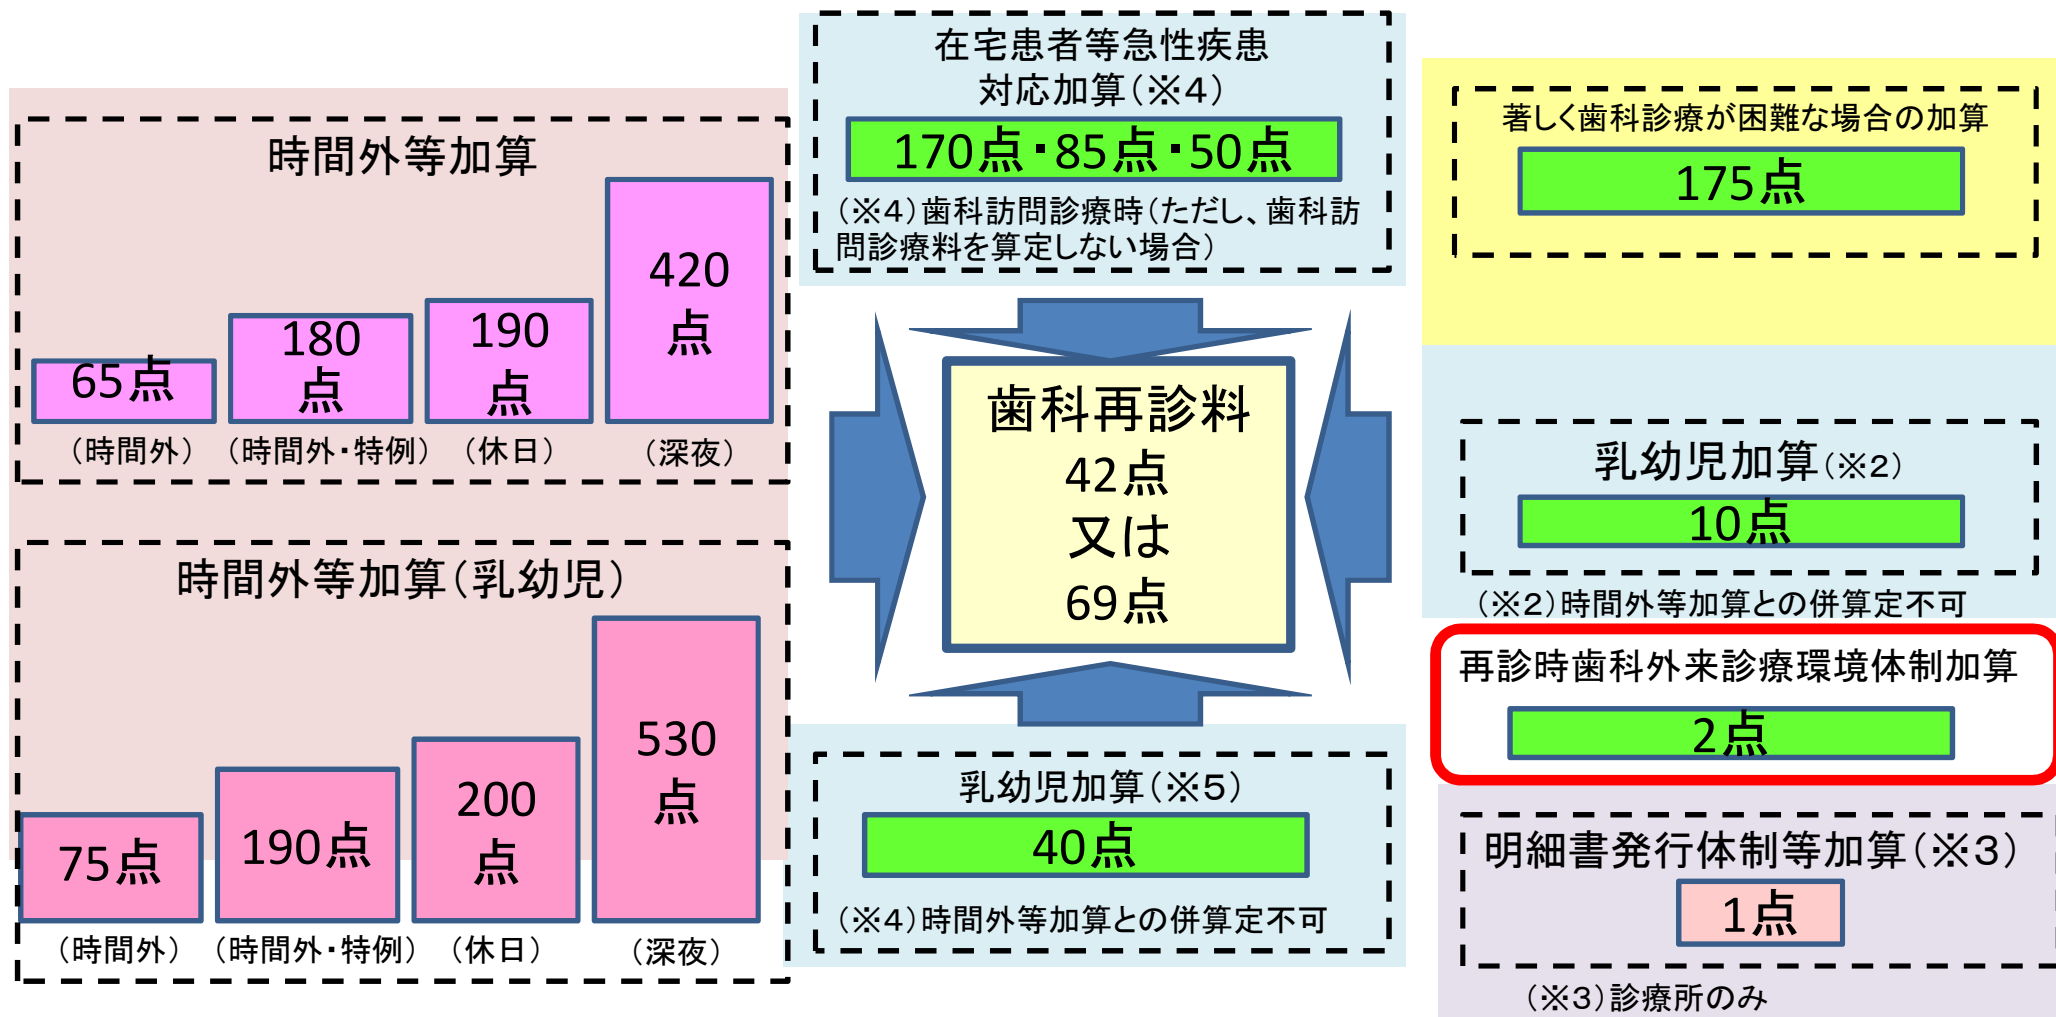 時間外等加算
65点
180
点
190
点
420
点
（時間外）
（時間外・特例）
（休日）
（深夜）
時間外等加算（乳幼児）
75点
190点
200
点
530
点
（時間外）
（時間外・特例）
（休日）
（深夜）
在宅患者等急性疾患
対応加算（※４）
170点・85点・50点
（※４）歯科訪問診療時（ただし、歯科訪
問診療料を算定しない場合）
歯科再診料
42点
又は
69点
乳幼児加算（※５）
40点
（※４）時間外等加算との併算定不可
著しく歯科診療が困難な場合の加算
175点
乳幼児加算（※２）
10点
（※２）時間外等加算との併算定不可
再診時歯科外来診療環境体制加算
2点
明細書発行体制等加算（※３）
1点
（※３）診療所のみ